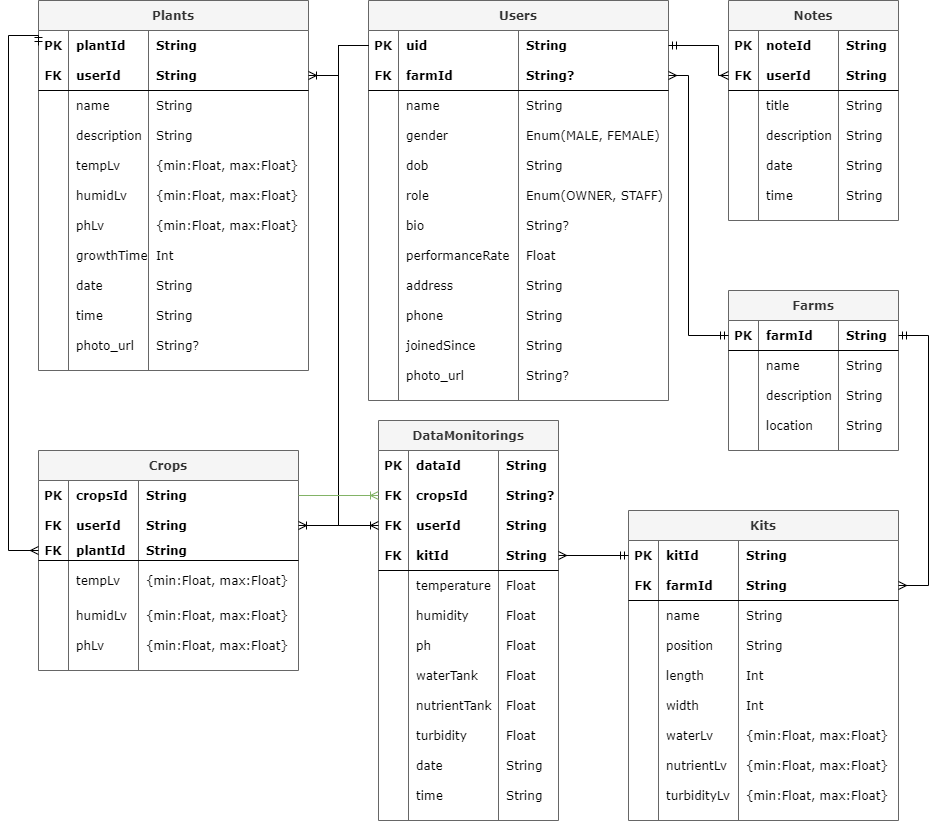 Plants
PK plantId String
FK userId String
name String
description String
tempLv {min:Float, max:Float}
humidLv {min:Float, max:Float}
phLv {min:Float, max:Float}
growthTime Int
date String
time String
photo_url String?
Users
PK uid String
FK farmId String?
name String
gender Enum(MALE, FEMALE)
dob String
role Enum(OWNER, STAFF)
bio String?
performanceRate Float
address String
phone String
joinedSince String
photo_url String?
Notes
PK noteId String
FK userId String
title String
description String
date String
time String
Farms
PK farmId String
name String
description String
location String
Crops
PK cropsId String
FK userId String
FK plantId String
tempLv {min:Float, max:Float}
humidLv {min:Float, max:Float}
phLv {min:Float, max:Float}
DataMonitorings
PK dataId String
FK cropsId String?
FK userId String
FK kitId String
temperature Float
humidity Float
ph Float
waterTank Float
nutrientTank Float
turbidity Float
date String
time String
Kits
PK kitId String
FK farmId String
name String
position String
length Int
width Int
waterLv {min:Float, max:Float}
nutrientLv {min:Float, max:Float}
turbidityLv {min:Float, max:Float}